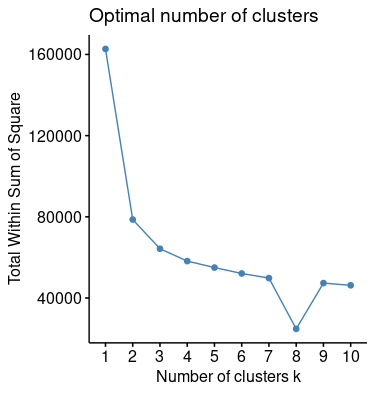 Optimal number of clusters
Total Within Sum of Square
160000
120000
80000
40000
1 2 3 4 5 6 7 8 9 10
Number of clusters k